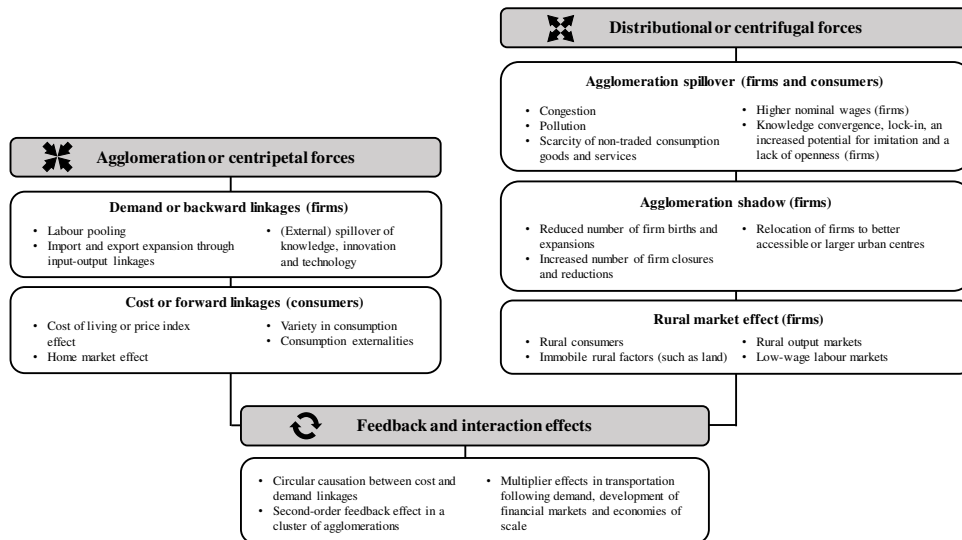 Distributional or centrifugal forces
Agglomeration spillover (firms and consumers)
• Congestion
• Pollution
• Scarcity of non-traded consumption
goods and services
• Higher nominal wages (firms)
• Knowledge convergence, lock-in, an
increased potential for imitation and a
lack of openness (firms)
Agglomeration or centripetal forces
Demand or backward linkages (firms)
• Labour pooling
• Import and export expansion through
input-output linkages
• (External) spillover of
knowledge, innovation
and technology
Agglomeration shadow (firms)
• Reduced number of firm births and
expansions
• Increased number of firm closures
and reductions
• Relocation of firms to better
accessible or larger urban centres
Cost or forward linkages (consumers)
• Cost of living or price index
effect
• Home market effect
• Variety in consumption
• Consumption externalities
Rural market effect (firms)
• Rural consumers
• Immobile rural factors (such as land)
• Rural output markets
• Low-wage labour markets
Feedback and interaction effects
• Circular causation between cost and
demand linkages
• Second-order feedback effect in a
cluster of agglomerations
• Multiplier effects in transportation
following demand, development of
financial markets and economies of
scale